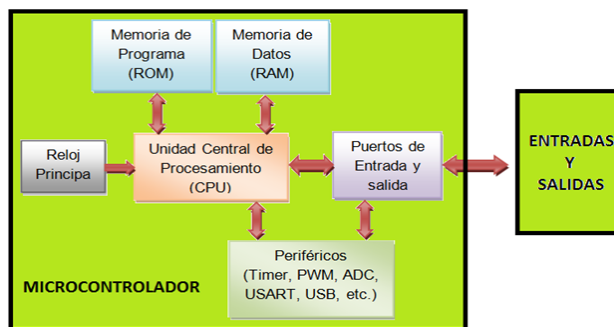 Memoria de
Programa
(ROM)
Memoria de
Datos
(RAM)
Reloj
Principa
Unidad Central de
Procesamiento
(CPU)
Puertos de
Entrada y
salida
ENTRADAS
Y
SALIDAS
Periféricos
(Timer, PWM, ADC,
USART, USB, etc.)
MICROCONTROLADOR